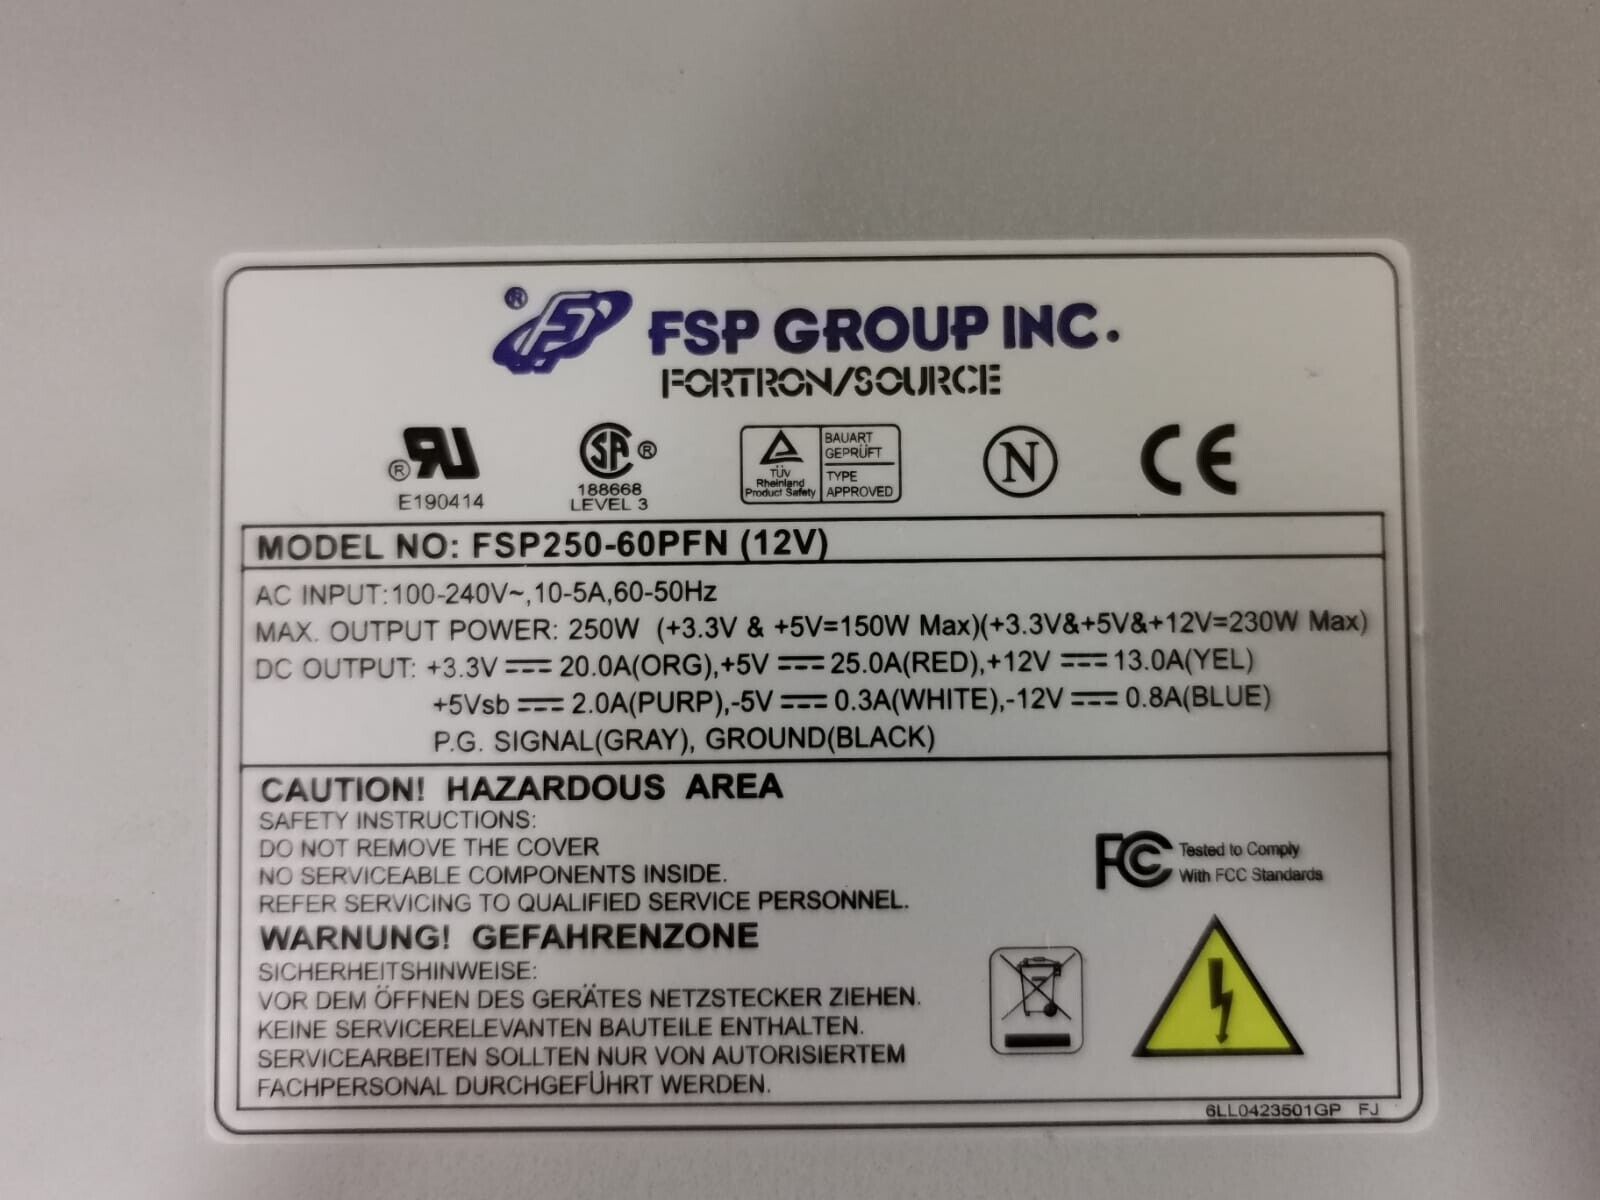 ® FSP GROUP INC.
FORTRON/SOURCE
® RU
E190414
SA ®
188668
LEVEL 3
TÜV
Rheinland
Product Safety
BAUART
GEPRÜFT
TYPE
APPROVED
N
CE
MODEL NO: FSP250-60PFN (12V)
AC INPUT:100-240V~,10-5A,60-50Hz
MAX. OUTPUT POWER: 250W (+3.3V & +5V=150W Max)(+3.3V&+5V&+12V=230W Max)
DC OUTPUT: +3.3V ⎓ 20.0A(ORG),+5V ⎓ 25.0A(RED),+12V ⎓ 13.0A(YEL)
+5Vsb ⎓ 2.0A(PURP),-5V ⎓ 0.3A(WHITE),-12V ⎓ 0.8A(BLUE)
P.G. SIGNAL(GRAY), GROUND(BLACK)
CAUTION! HAZARDOUS AREA
SAFETY INSTRUCTIONS:
DO NOT REMOVE THE COVER
NO SERVICEABLE COMPONENTS INSIDE.
REFER SERVICING TO QUALIFIED SERVICE PERSONNEL.
WARNUNG! GEFAHRENZONE
SICHERHEITSHINWEISE:
VOR DEM ÖFFNEN DES GERÄTES NETZSTECKER ZIEHEN.
KEINE SERVICERELEVANTEN BAUTEILE ENTHALTEN.
SERVICEARBEITEN SOLLTEN NUR VON AUTORISIERTEM
FACHPERSONAL DURCHGEFÜHRT WERDEN.
FC Tested to Comply
With FCC Standards
6LL0423501GP FJ